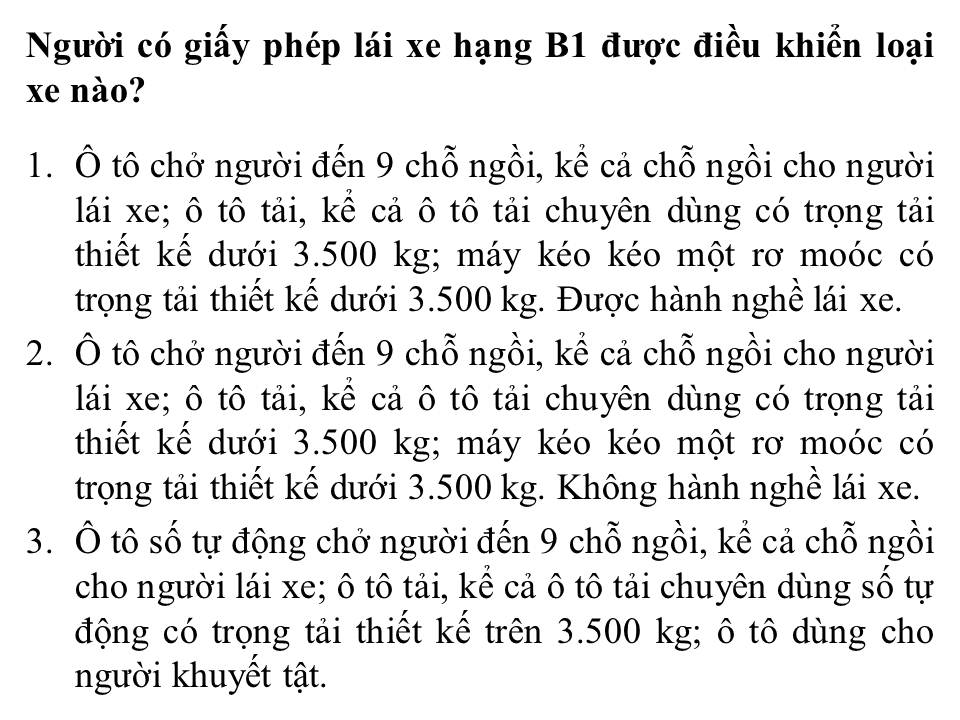 Người có giấy phép lái xe hạng B1 được điều khiển loại
xe nào?
1. Ô tô chở người đến 9 chỗ ngồi, kể cả chỗ ngồi cho người
lái xe; ô tô tải, kể cả ô tô tải chuyên dùng có trọng tải
thiết kế dưới 3.500 kg; máy kéo kéo một rơ moóc có
trọng tải thiết kế dưới 3.500 kg. Được hành nghề lái xe.
2. Ô tô chở người đến 9 chỗ ngồi, kể cả chỗ ngồi cho người
lái xe; ô tô tải, kể cả ô tô tải chuyên dùng có trọng tải
thiết kế dưới 3.500 kg; máy kéo kéo một rơ moóc có
trọng tải thiết kế dưới 3.500 kg. Không hành nghề lái xe.
3. Ô tô số tự động chở người đến 9 chỗ ngồi, kể cả chỗ ngồi
cho người lái xe; ô tô tải, kể cả ô tô tải chuyên dùng số tự
động có trọng tải thiết kế trên 3.500 kg; ô tô dùng cho
người khuyết tật.